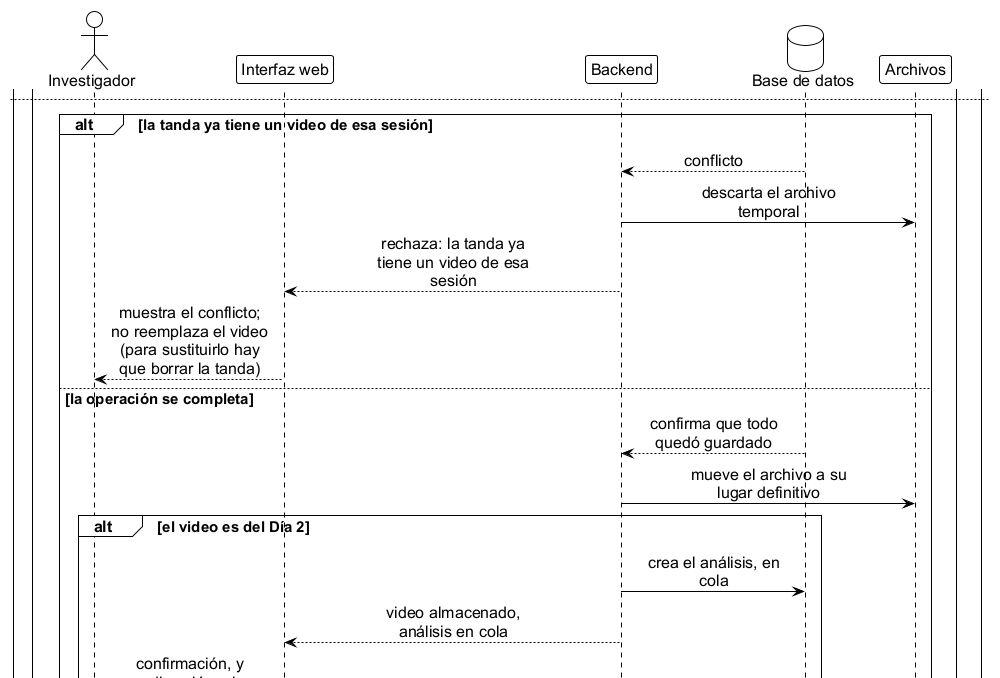 Investigador
Interfaz web
Backend
Base de datos
Archivos
alt
[la tanda ya tiene un video de esa sesión]
conflicto
descarta el archivo
temporal
rechaza: la tanda ya
tiene un video de esa
sesión
muestra el conflicto;
no reemplaza el video
(para sustituirlo hay
que borrar la tanda)
[la operación se completa]
confirma que todo
quedó guardado
mueve el archivo a su
lugar definitivo
alt
[el video es del Día 2]
crea el análisis, en
cola
video almacenado,
análisis en cola
confirmación, y